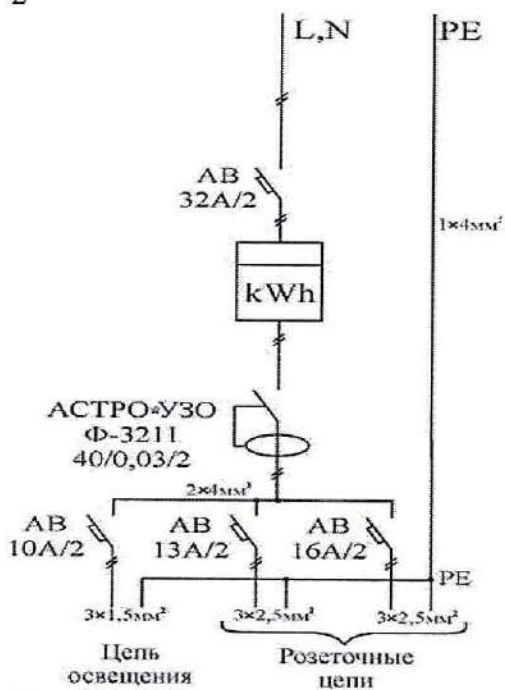 2
L,N
PE
АВ
32А/2
1×4мм²
kWh
АСТРО*УЗО
Ф-3211
40/0,03/2
2×4мм²
АВ
10А/2
АВ
13А/2
АВ
16А/2
PE
3×1,5мм²
3×2,5мм²
3×2,5мм²
Цепь
освещения
Розеточные
цепи